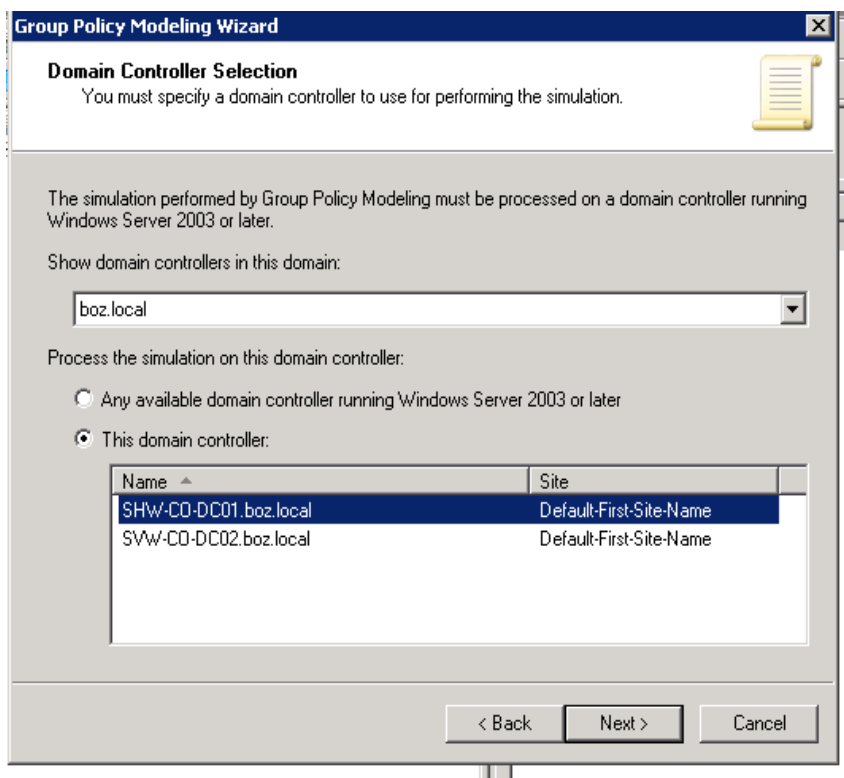 Group Policy Modeling Wizard
Domain Controller Selection
You must specify a domain controller to use for performing the simulation.
The simulation performed by Group Policy Modeling must be processed on a domain controller running
Windows Server 2003 or later.
Show domain controllers in this domain:
boz.local
Process the simulation on this domain controller:
Any available domain controller running Windows Server 2003 or later
This domain controller:
Name Site
SHW-CO-DC01.boz.local Default-First-Site-Name
SVW-CO-DC02.boz.local Default-First-Site-Name
< Back Next > Cancel